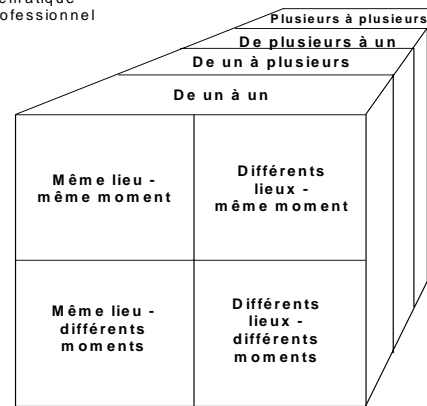 Plusieurs à plusieurs
De plusieurs à un
De un à plusieurs
De un à un
Même lieu -
même moment
Différents
lieux -
même moment
Même lieu -
différents
moments
Différents
lieux -
différents
moments